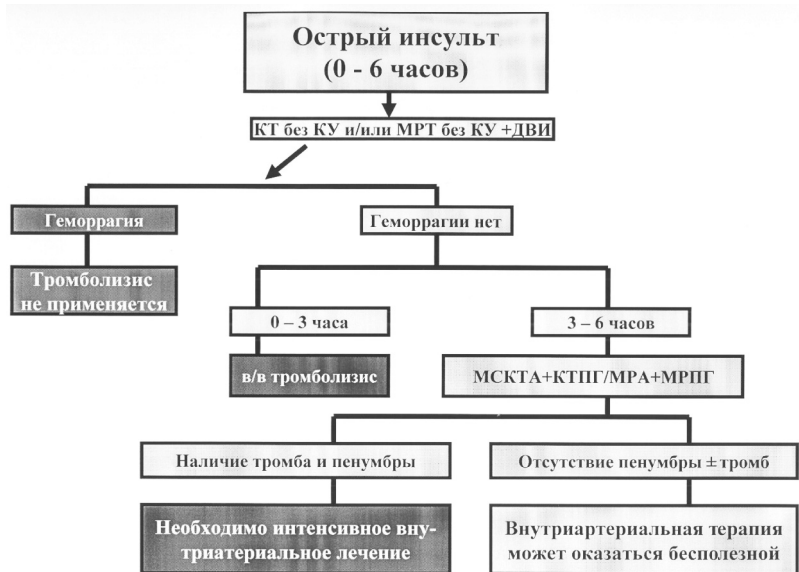 Острый инсульт
(0 - 6 часов)
КТ без КУ и/или МРТ без КУ +ДВИ
Геморрагия
Геморрагии нет
Тромболизис
не применяется
0 – 3 часа
3 – 6 часов
в/в тромболизис
МСКТА+КТПГ/МРА+МРПГ
Наличие тромба и пенумбры
Отсутствие пенумбры ± тромб
Необходимо интенсивное вну-
триатериальное лечение
Внутриартериальная терапия
может оказаться бесполезной